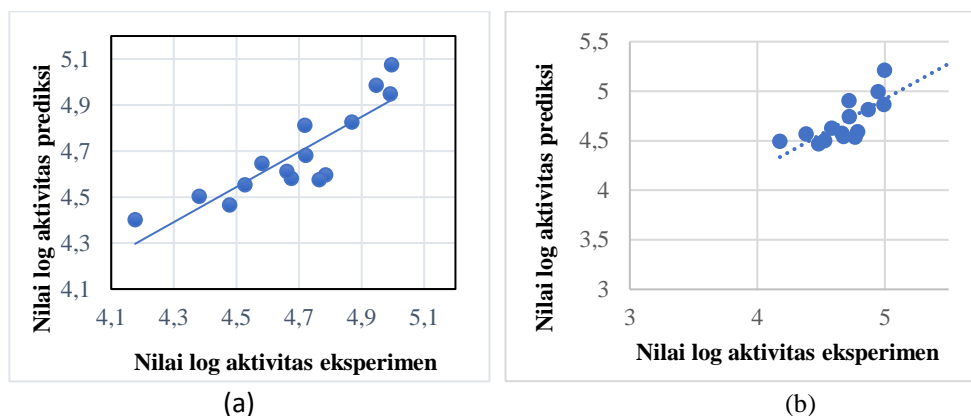 Nilai log aktivitas prediksi
5,1
4,9
4,7
4,5
4,3
4,1
4,1 4,3 4,5 4,7 4,9 5,1
Nilai log aktivitas eksperimen
(a)
Nilai log aktivitas prediksi
5,5
5
4,5
4
3,5
3
3 4 5
Nilai log aktivitas eksperimen
(b)